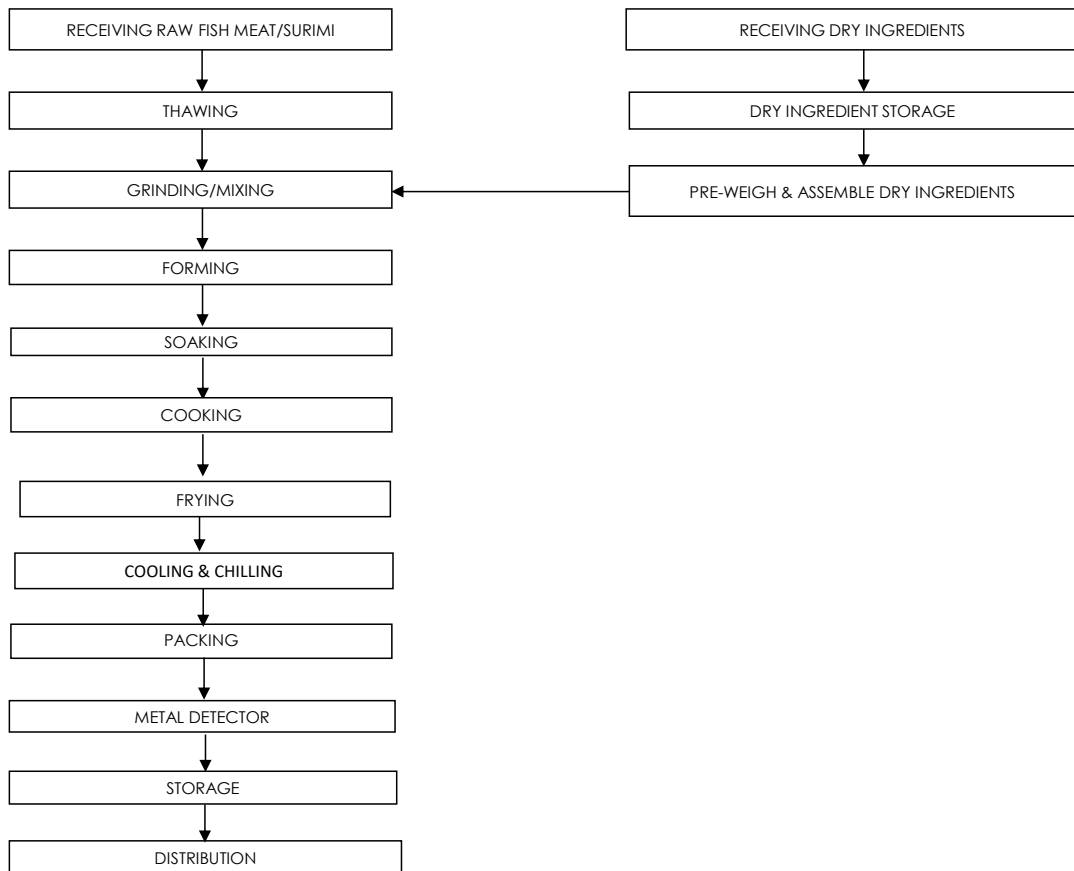 RECEIVING RAW FISH MEAT/SURIMI
RECEIVING DRY INGREDIENTS
THAWING
DRY INGREDIENT STORAGE
GRINDING/MIXING
PRE-WEIGH & ASSEMBLE DRY INGREDIENTS
FORMING
SOAKING
COOKING
FRYING
COOLING & CHILLING
PACKING
METAL DETECTOR
STORAGE
DISTRIBUTION